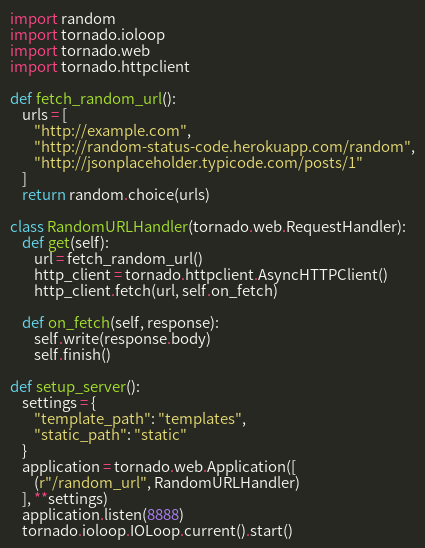 import random
import tornado.ioloop
import tornado.web
import tornado.httpclient

def fetch_random_url():
    urls = [
        "http://example.com",
        "http://random-status-code.herokuapp.com/random",
        "http://jsonplaceholder.typicode.com/posts/1"
    ]
    return random.choice(urls)

class RandomURLHandler(tornado.web.RequestHandler):
    def get(self):
        url = fetch_random_url()
        http_client = tornado.httpclient.AsyncHTTPClient()
        http_client.fetch(url, self.on_fetch)

    def on_fetch(self, response):
        self.write(response.body)
        self.finish()

def setup_server():
    settings = {
        "template_path": "templates",
        "static_path": "static"
    }
    application = tornado.web.Application([
        (r"/random_url", RandomURLHandler)
    ], **settings)
    application.listen(8888)
    tornado.ioloop.IOLoop.current().start()